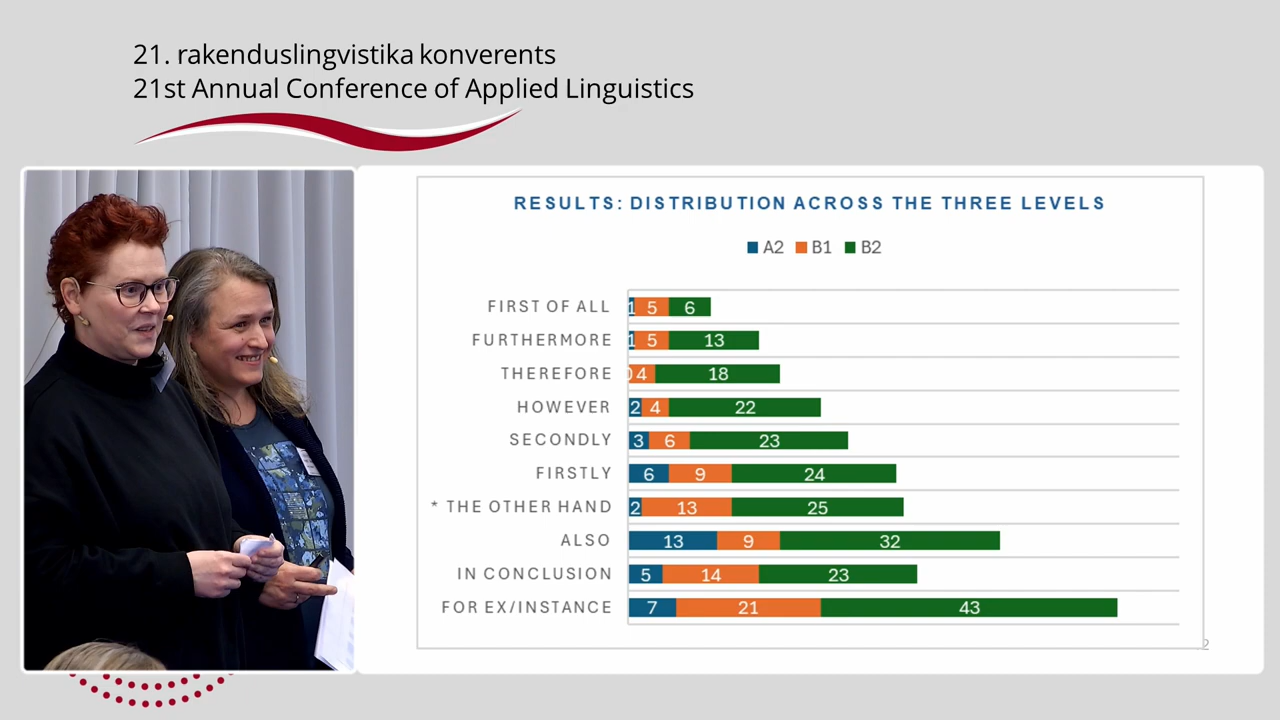 21. rakenduslingvistika konverents
21st Annual Conference of Applied Linguistics
RESULTS: DISTRIBUTION ACROSS THE THREE LEVELS
A2 B1 B2
FIRST OF ALL 1 5 6
FURTHERMORE 1 5 13
THEREFORE 0 4 18
HOWEVER 2 4 22
SECONDLY 3 6 23
FIRSTLY 6 9 24
* THE OTHER HAND 2 13 25
ALSO 13 9 32
IN CONCLUSION 5 14 23
FOR EX/INSTANCE 7 21 43
2